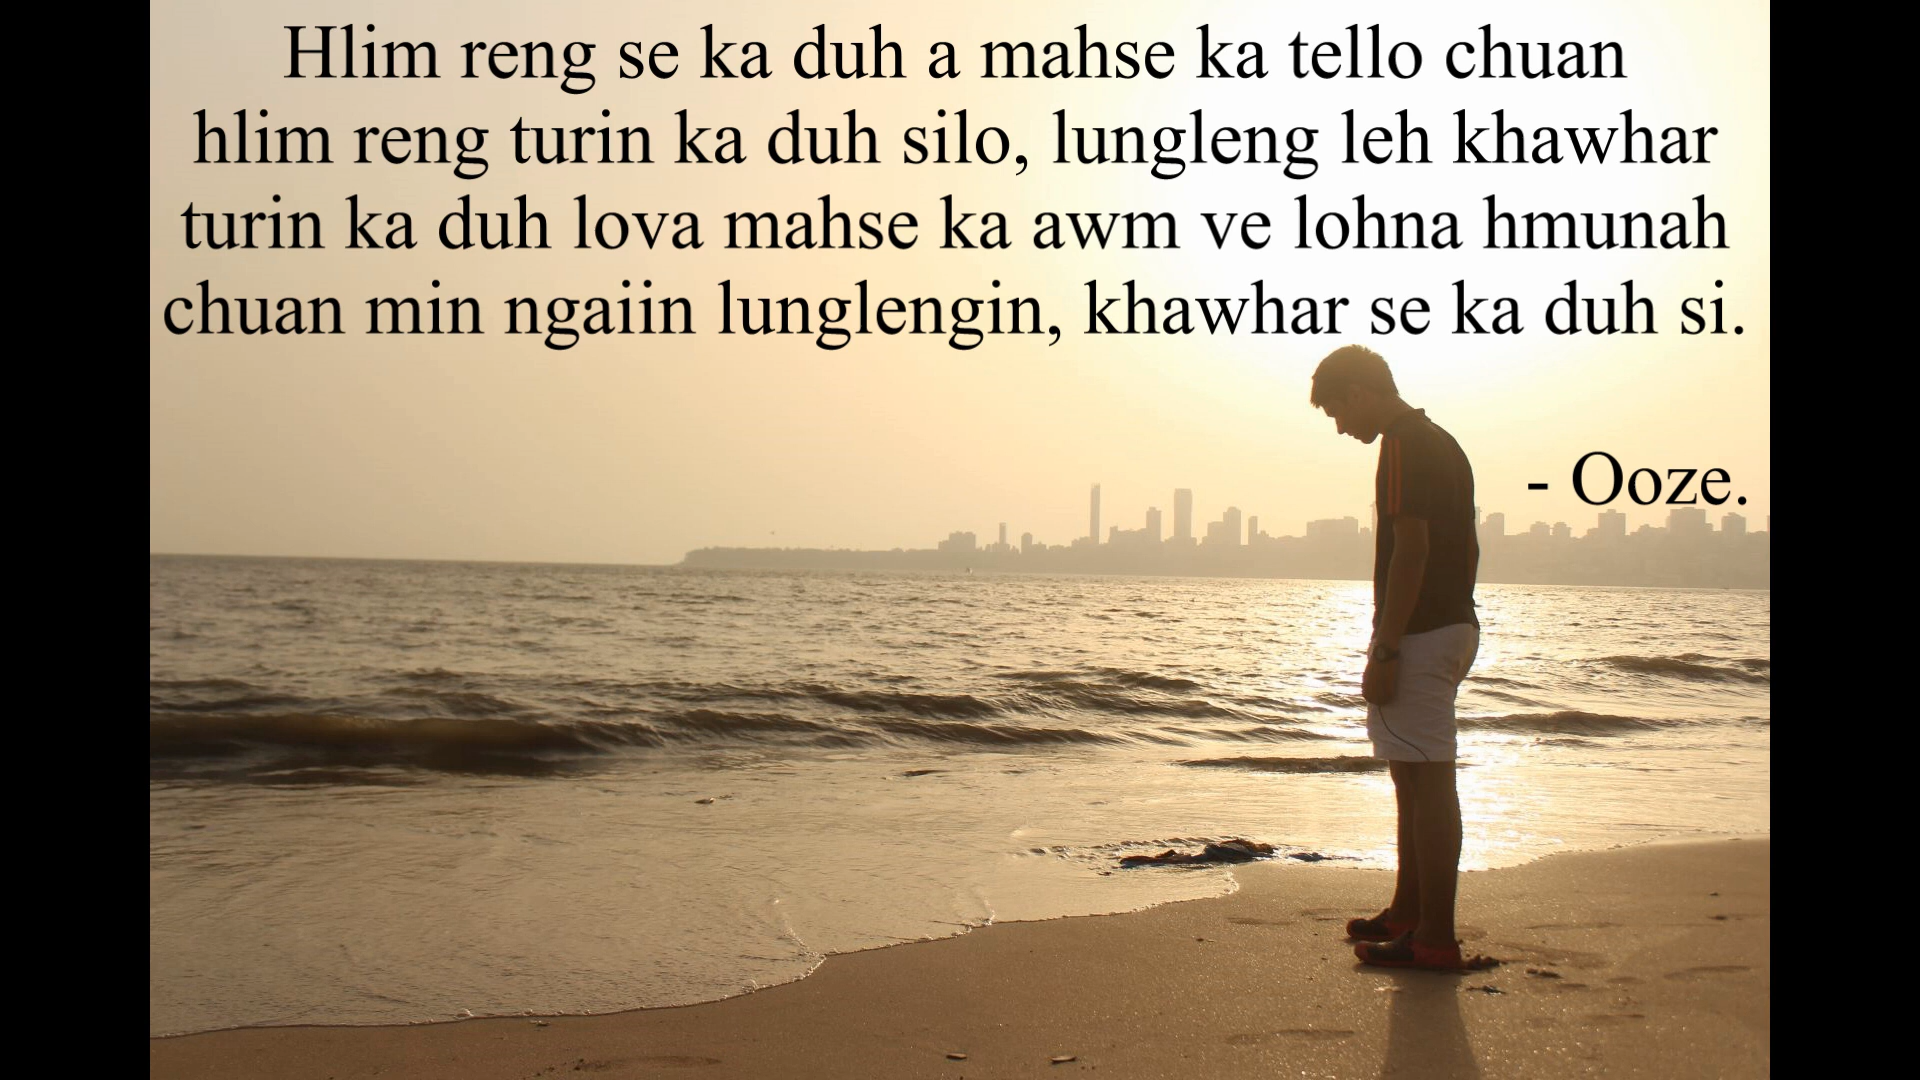 Hlim reng se ka duh a mahse ka tello chuan
hlim reng turin ka duh silo, lungleng leh khawhar
turin ka duh lova mahse ka awm ve lohna hmunah
chuan min ngaiin lunglengin, khawhar se ka duh si.
- Ooze.